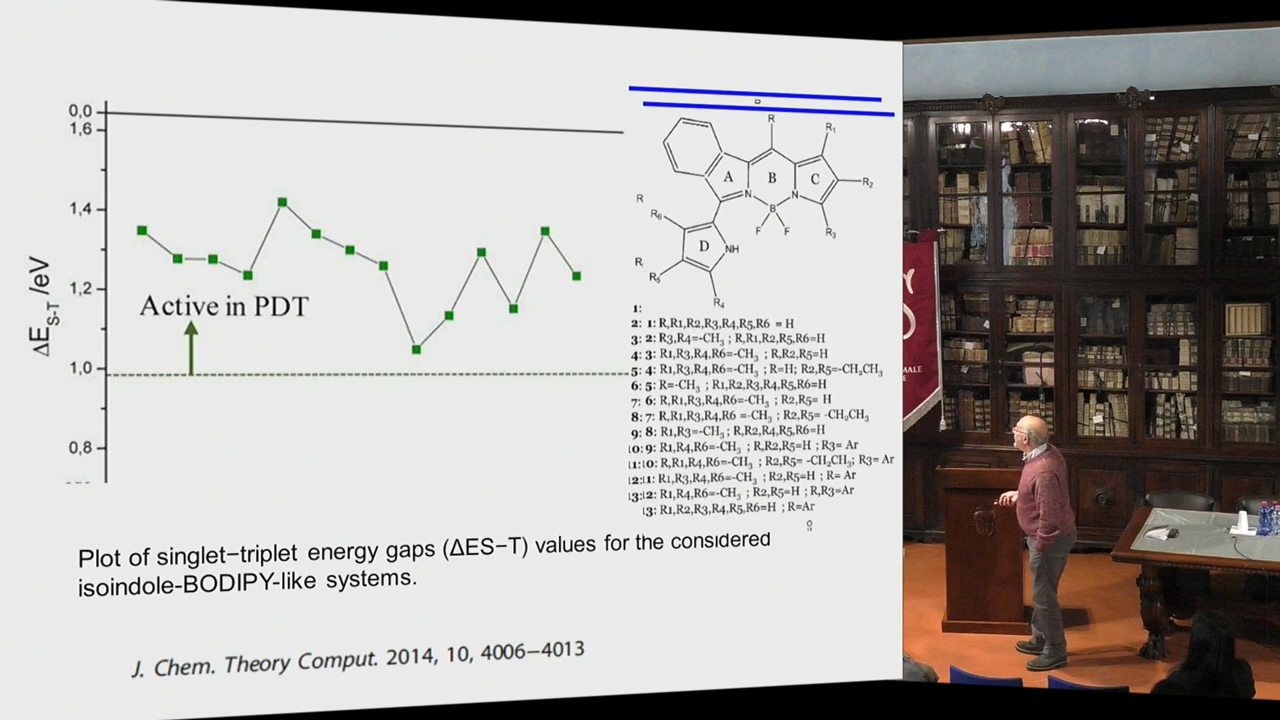 0,0
1.6
1,4
1,2
1,0
0,8
ΔE S-T /eV
Active in PDT
R
R₁
A B C
R₂
N N
R
B
R₆
F F
R₃
D
NH
R
R₅
R₄
1:
2: 1: R,R1,R2,R3,R4,R5,R6 = H
3: 2: R3,R4=-CH₃ ; R,R1,R2,R5,R6=H
4: 3: R1,R3,R4,R6=-CH₃ ; R,R2,R5=H
5: 4: R1,R3,R4,R6=-CH₃ ; R=H; R2,R5=-CH₂CH₃
6: 5: R=-CH₃ ; R1,R2,R3,R4,R5,R6=H
7: 6: R,R1,R3,R4,R6=-CH₃ ; R2,R5= H
8: 7: R,R1,R3,R4,R6 =-CH₃ ; R2,R5= -CH₂CH₃
9: 8: R1,R3=-CH₃ ; R,R2,R4,R5,R6=H
10: 9: R1,R4,R6=-CH₃ ; R,R2,R5=H ; R3= Ar
11: 10: R,R1,R4,R6=-CH₃ ; R2,R5= -CH₂CH₃; R3= Ar
12: 11: R1,R3,R4,R6=-CH₃ ; R2,R5=H ; R= Ar
13: 12: R1,R4,R6=-CH₃ ; R2,R5=H ; R,R3=Ar
13: R1,R2,R3,R4,R5,R6=H ; R=Ar
Plot of singlet−triplet energy gaps (ΔES−T) values for the considered
isoindole-BODIPY-like systems.
J. Chem. Theory Comput. 2014, 10, 4006−4013